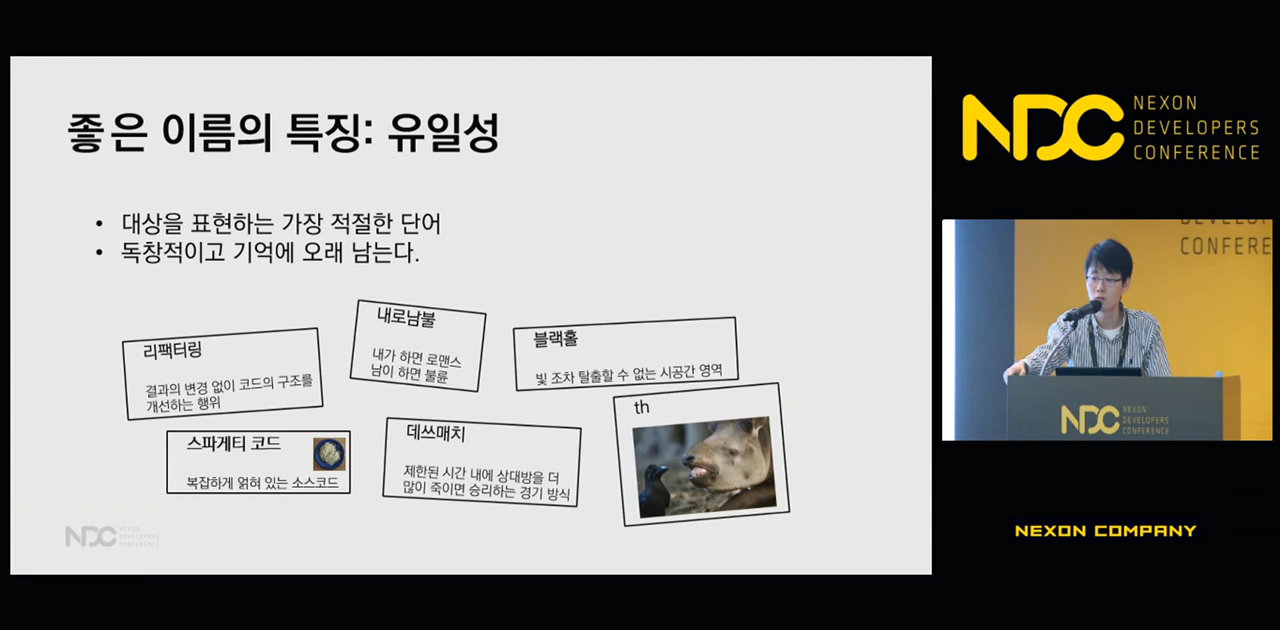 좋은 이름의 특징: 유일성
• 대상을 표현하는 가장 적절한 단어
• 독창적이고 기억에 오래 남는다.
리팩터링
결과의 변경 없이 코드의 구조를
개선하는 행위
내로남불
내가 하면 로맨스
남이 하면 불륜
블랙홀
빛 조차 탈출할 수 없는 시공간 영역
스파게티 코드
복잡하게 얽혀 있는 소스코드
데쓰매치
제한된 시간 내에 상대방을 더
많이 죽이면 승리하는 경기 방식
th
NDC
NEXON
DEVELOPERS
CONFERENCE
NDC
NEXON
DEVELOPERS
CONFERENCE
CONFERE
NDC
NEXON
DEVELOPERS
CONFERENCE
NEXON COMPANY